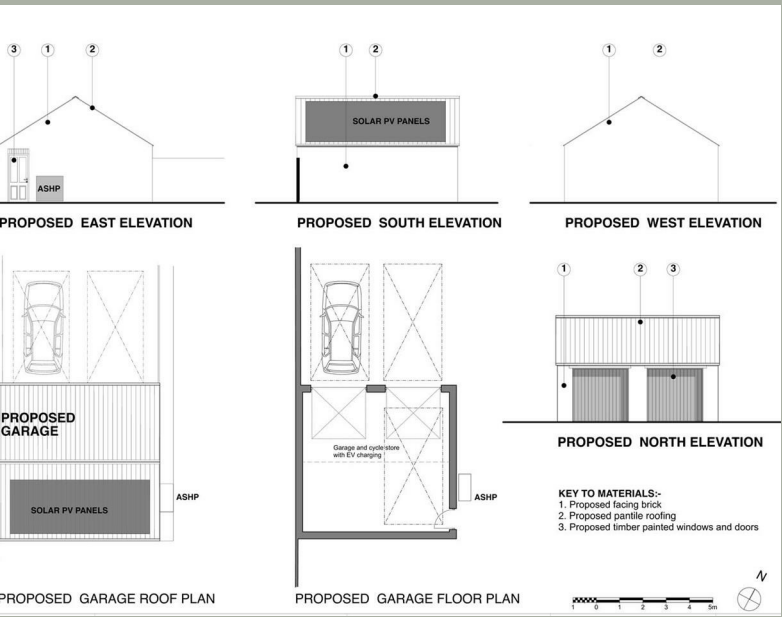 3 1 2
1 2
1 2
SOLAR PV PANELS
ASHP
PROPOSED EAST ELEVATION
PROPOSED SOUTH ELEVATION
PROPOSED WEST ELEVATION
1 2 3
PROPOSED
GARAGE
Garage and cycle store
with EV charging
PROPOSED NORTH ELEVATION
SOLAR PV PANELS
ASHP
ASHP
KEY TO MATERIALS:-
1. Proposed facing brick
2. Proposed pantile roofing
3. Proposed timber painted windows and doors
PROPOSED GARAGE ROOF PLAN
PROPOSED GARAGE FLOOR PLAN
N
1 0 1 2 3 4 5m